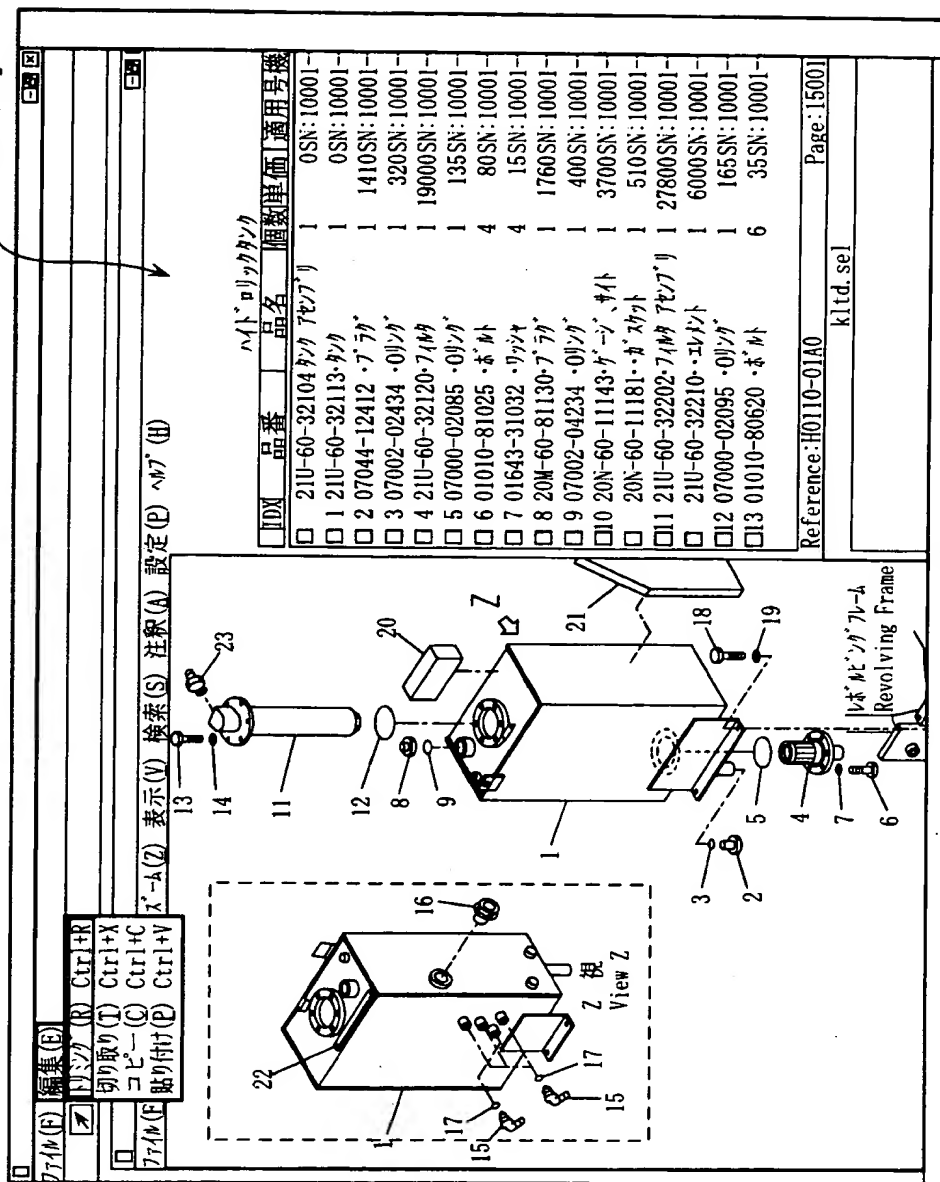 ファイル(F) 編集(E)
トリミング (R) Ctrl+R
切り取り(T) Ctrl+X
コピー(C) Ctrl+C
貼り付け(P) Ctrl+V
ズーム(Z) 表示(V) 検索(S) 注釈(A) 設定(P) ヘルプ(H)
ハイドロリックタンク
IDX 品番 品名 個数 単価 適用号機
21U-60-32104 タンク アセンブリ 1 0 SN:10001-
1 21U-60-32113・タンク 1 0 SN:10001-
2 07044-12412 ・プラグ 1 1410 SN:10001-
3 07002-02434 ・Oリング 1 320 SN:10001-
4 21U-60-32120・フィルタ 1 19000 SN:10001-
5 07000-02085 ・Oリング 1 135 SN:10001-
6 01010-81025 ・ボルト 4 80 SN:10001-
7 01643-31032 ・ワッシャ 4 15 SN:10001-
8 20M-60-81130・プラグ 1 1760 SN:10001-
9 07002-04234 ・Oリング 1 400 SN:10001-
10 20N-60-11143・ゲージ、サイト 1 3700 SN:10001-
20N-60-11181・・ガスケット 1 510 SN:10001-
11 21U-60-32202・フィルタ アセンブリ 1 27800 SN:10001-
21U-60-32210・・エレメント 1 6000 SN:10001-
12 07000-02095 ・Oリング 1 165 SN:10001-
13 01010-80620 ・ボルト 6 35 SN:10001-
Reference:H0110-01A0 Page:15001
kltd.sel
13
14
23
11
12
20
8
9
Z
1
21
18
19
3
2
5
4
7
6
レボルビングフレーム
Revolving Frame
22
16
1
17
15
17
15
Z 視
View Z